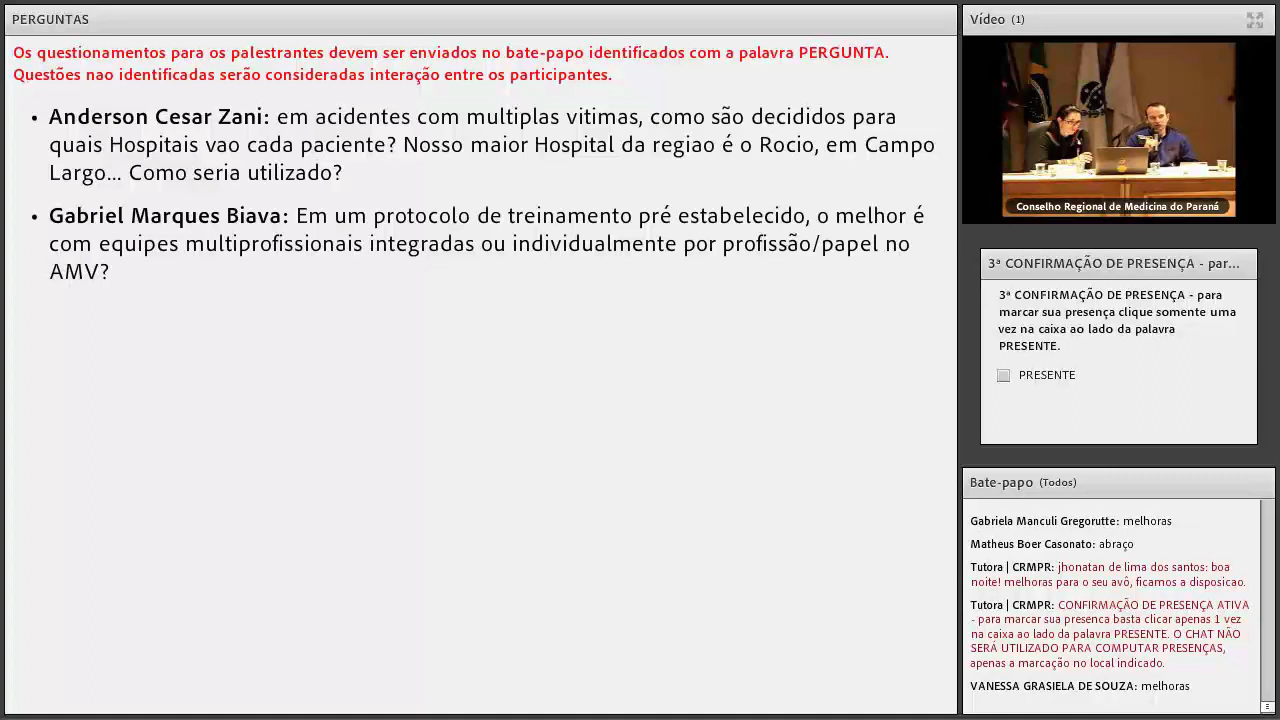 PERGUNTAS
Os questionamentos para os palestrantes devem ser enviados no bate-papo identificados com a palavra PERGUNTA.
Questões nao identificadas serão consideradas interação entre os participantes.
• Anderson Cesar Zani: em acidentes com multiplas vitimas, como são decididos para
quais Hospitais vao cada paciente? Nosso maior Hospital da regiao é o Rocio, em Campo
Largo... Como seria utilizado?
• Gabriel Marques Biava: Em um protocolo de treinamento pré estabelecido, o melhor é
com equipes multiprofissionais integradas ou individualmente por profissão/papel no
AMV?
Vídeo (1)
Conselho Regional de Medicina do Paraná
3ª CONFIRMAÇÃO DE PRESENÇA - par...
3ª CONFIRMAÇÃO DE PRESENÇA - para
marcar sua presença clique somente uma
vez na caixa ao lado da palavra
PRESENTE.
PRESENTE
Bate-papo (Todos)
Gabriela Manculi Gregorutte: melhoras
Matheus Boer Casonato: abraço
Tutora | CRMPR: jhonatan de lima dos santos: boa
noite! melhoras para o seu avô, ficamos a disposicao.
Tutora | CRMPR: CONFIRMAÇÃO DE PRESENÇA ATIVA
- para marcar sua presenca basta clicar apenas 1 vez
na caixa ao lado da palavra PRESENTE. O CHAT NÃO
SERÁ UTILIZADO PARA COMPUTAR PRESENÇAS,
apenas a marcação no local indicado.
VANESSA GRASIELA DE SOUZA: melhoras